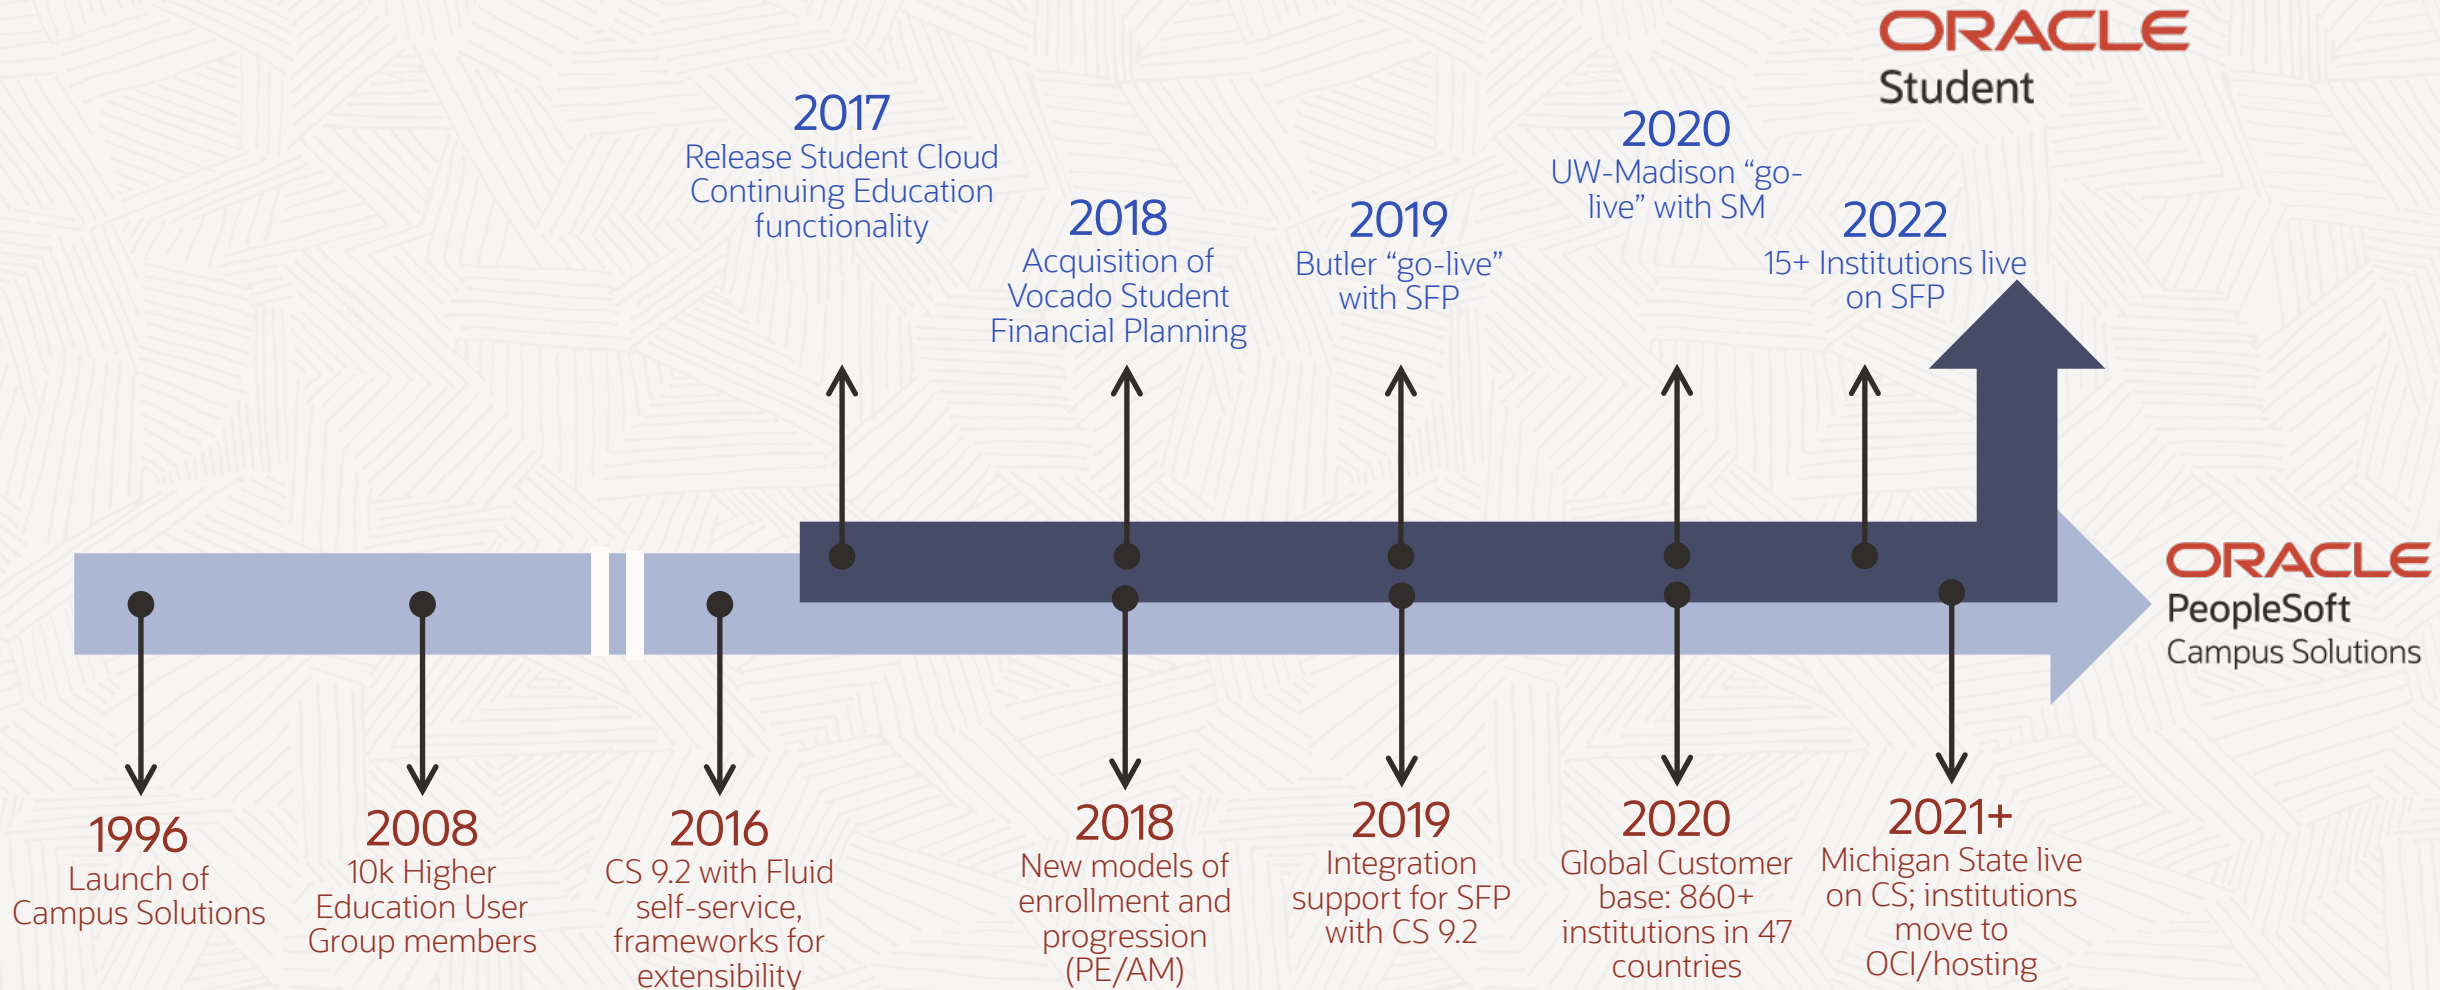 ORACLE
Student
2017
Release Student Cloud
Continuing Education
functionality
2018
Acquisition of
Vocado Student
Financial Planning
2019
Butler “go-live”
with SFP
2020
UW-Madison “go-
live” with SM
2022
15+ Institutions live
on SFP
ORACLE
PeopleSoft
Campus Solutions
1996
Launch of
Campus Solutions
2008
10k Higher
Education User
Group members
2016
CS 9.2 with Fluid
self-service,
frameworks for
extensibility
2018
New models of
enrollment and
progression
(PE/AM)
2019
Integration
support for SFP
with CS 9.2
2020
Global Customer
base: 860+
institutions in 47
countries
2021+
Michigan State live
on CS; institutions
move to
OCI/hosting